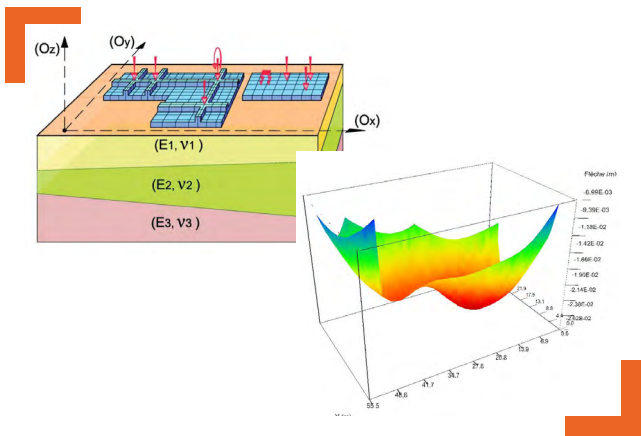 (Oz)
(Oy)
(Ox)
(E1, ν1 )
(E2, ν2 )
(E3, ν3 )
Flèche (m)
-6.99E-03
-9.39E-03
-1.18E-02
-1.42E-02
-1.66E-02
-1.90E-02
-2.14E-02
-2.38E-02
-2.62E-02
21.9
17.5
13.1
8.8
4.4
0.0
0.0
6.9
13.9
20.8
27.8
34.7
41.7
48.6
55.5